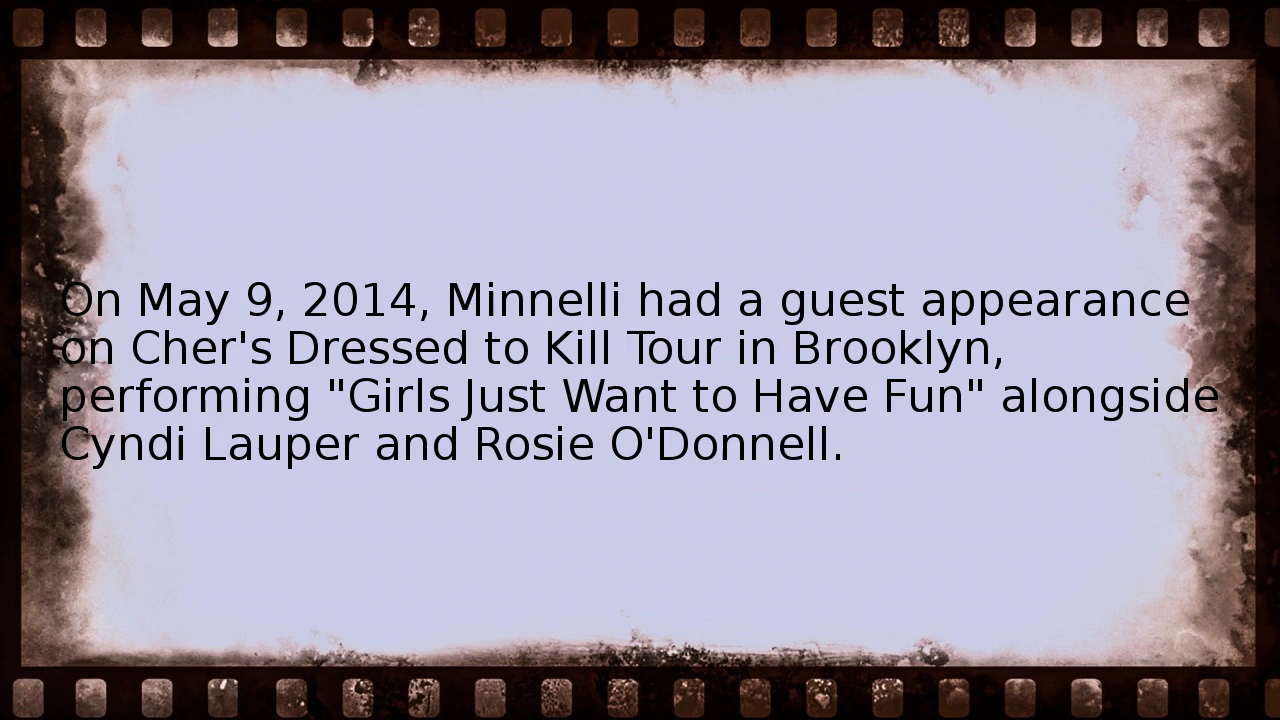 On May 9, 2014, Minnelli had a guest appearance
on Cher's Dressed to Kill Tour in Brooklyn,
performing "Girls Just Want to Have Fun" alongside
Cyndi Lauper and Rosie O'Donnell.